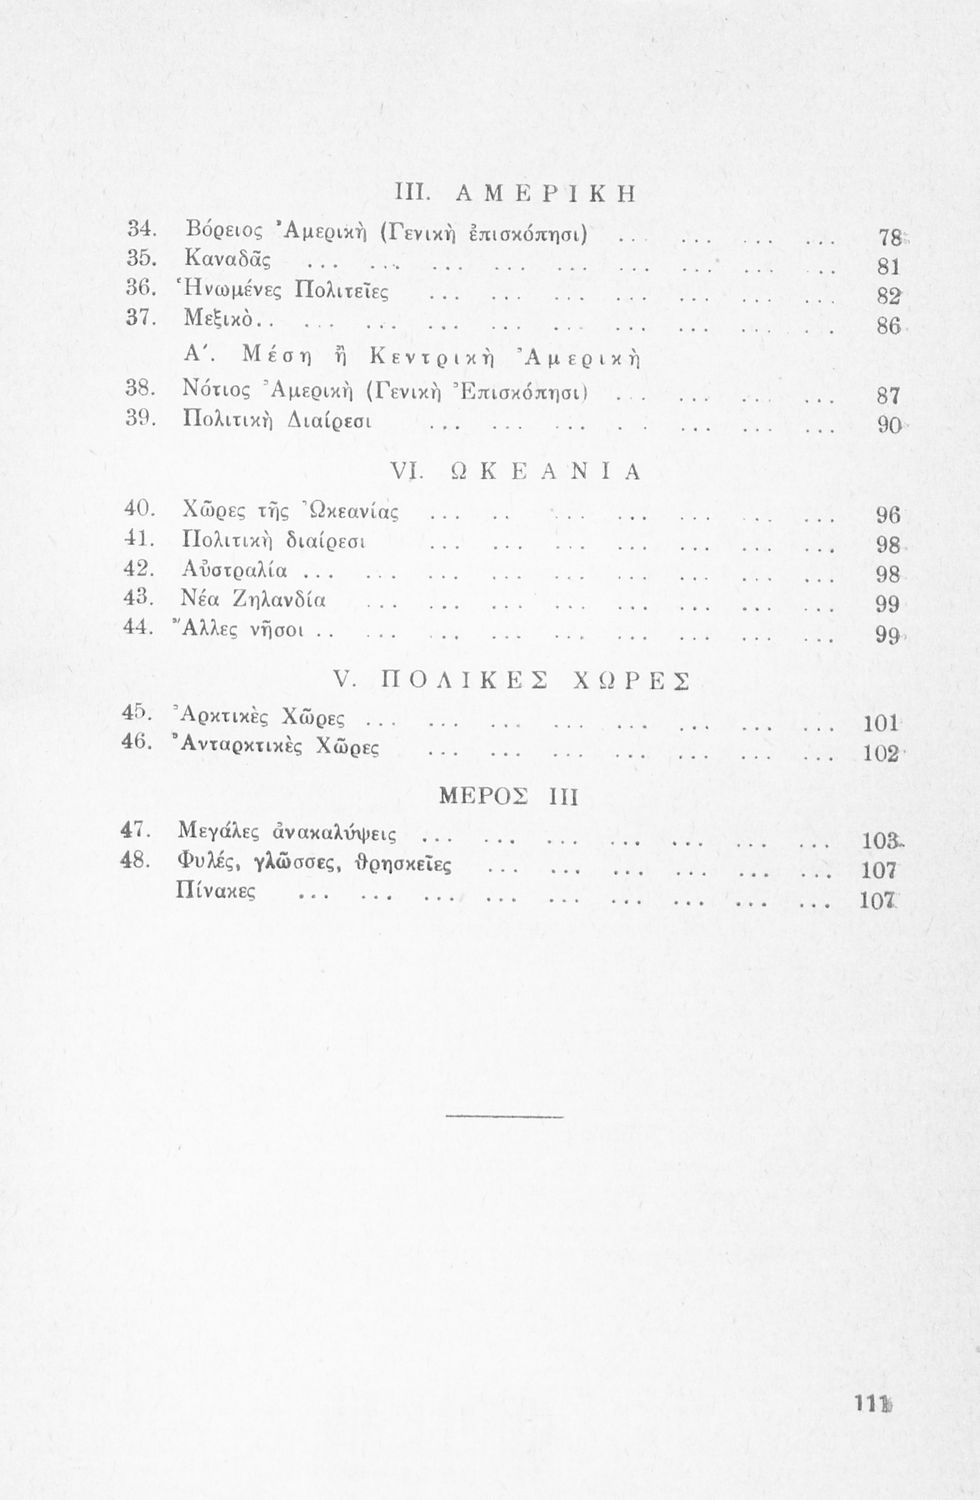 III. ΑΜΕΡΙΚΗ
34. Βόρειος Ἀμερικὴ (Γενικὴ ἐπισκόπησι) ... ... ... ... 78
35. Καναδᾶς ... ... ... ... ... ... ... ... ... 81
36. Ἡνωμένες Πολιτεῖες ... ... ... ... ... ... ... 82
37. Μεξικὸ.. ... ... ... ... ... ... ... ... ... 86
Α΄. Μέση ἢ Κεντρικὴ Ἀμερικὴ
38. Νότιος Ἀμερικὴ (Γενικὴ Ἐπισκόπησι) ... ... ... ... 87
39. Πολιτικὴ Διαίρεσι ... ... ... ... ... ... ... 90
VI. ΩΚΕΑΝΙΑ
40. Χῶρες τῆς Ὠκεανίας ... .. ... ... ... ... ... 96
41. Πολιτικὴ διαίρεσι ... ... ... ... ... ... ... 98
42. Αὐστραλία ... ... ... ... ... ... ... ... ... 98
43. Νέα Ζηλανδία ... ... ... ... ... ... ... ... 99
44. Ἄλλες νῆσοι .. ... ... ... ... ... ... ... ... 99
V. ΠΟΛΙΚΕΣ ΧΩΡΕΣ
45. Ἀρκτικὲς Χῶρες ... ... ... ... ... ... ... ... 101
46. Ἀνταρκτικὲς Χῶρες ... ... ... ... ... ... ... 102
ΜΕΡΟΣ III
47. Μεγάλες ἀνακαλύψεις ... ... ... ... ... ... ... 103
48. Φυλές, γλῶσσες, θρησκεῖες ... ... ... ... ... ... 107
Πίνακες ... ... ... ... ... ... ... ... ... 107
111